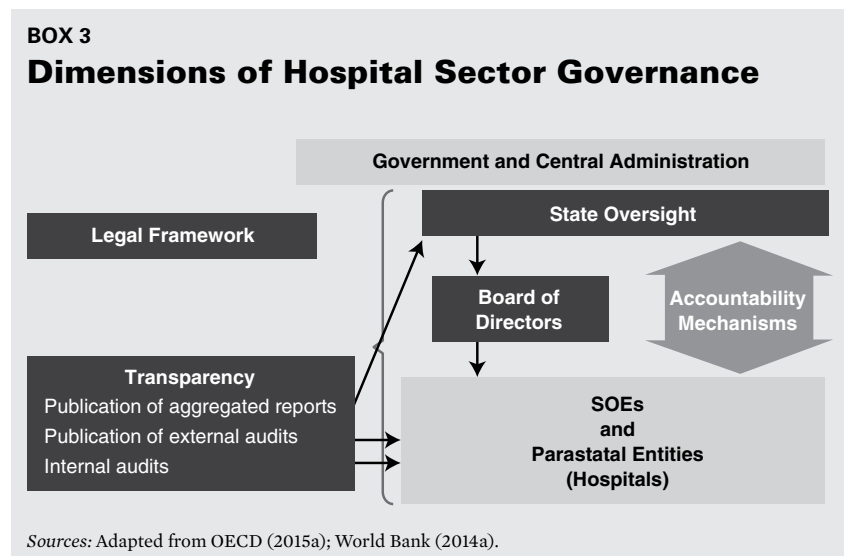 BOX 3
Dimensions of Hospital Sector Governance
Government and Central Administration
State Oversight
Legal Framework
Board of
Directors
Accountability
Mechanisms
Transparency
Publication of aggregated reports
Publication of external audits
Internal audits
SOEs
and
Parastatal Entities
(Hospitals)
Sources: Adapted from OECD (2015a); World Bank (2014a).